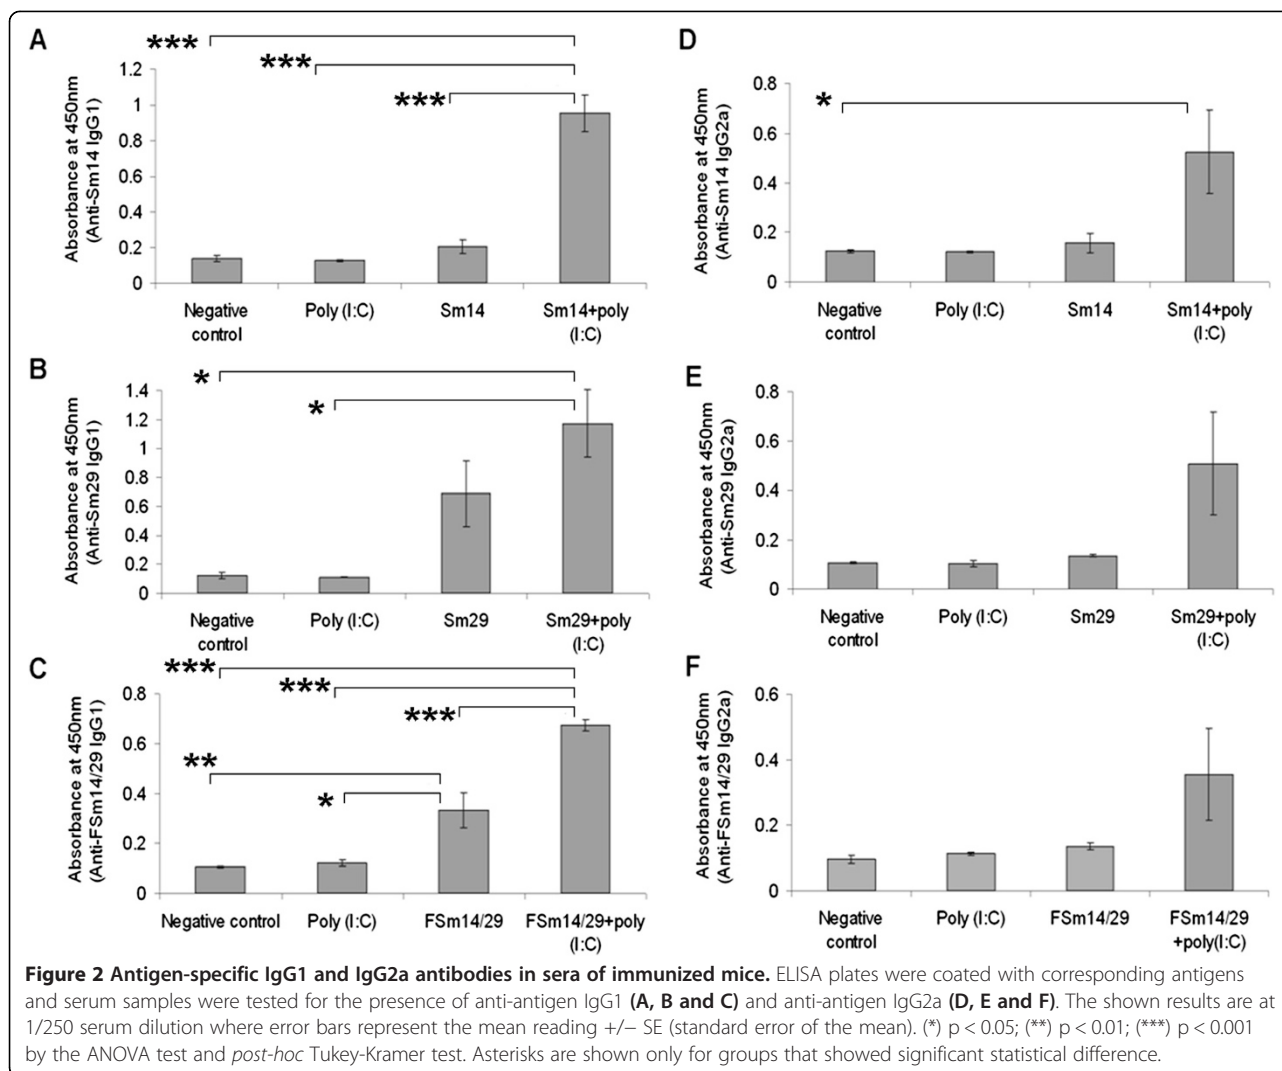 A
***
***
***
Absorbance at 450nm
(Anti-Sm14 IgG1)
1.2
1
0.8
0.6
0.4
0.2
0
Negative control
Poly (I:C)
Sm14
Sm14+poly (I:C)
D
*
Absorbance at 450nm
(Anti-Sm14 IgG2a)
0.8
0.6
0.4
0.2
0
Negative control
Poly (I:C)
Sm14
Sm14+poly (I:C)
B
*
*
Absorbance at 450nm
(Anti-Sm29 IgG1)
1.4
1.2
1
0.8
0.6
0.4
0.2
0
Negative control
Poly (I:C)
Sm29
Sm29+poly (I:C)
E
Absorbance at 450nm
(Anti-Sm29 IgG2a)
0.8
0.6
0.4
0.2
0
Negative control
Poly (I:C)
Sm29
Sm29+poly (I:C)
C
***
***
***
**
*
Absorbance at 450nm
(Anti-FSm14/29 IgG1)
0.8
0.6
0.4
0.2
0
Negative control
Poly (I:C)
FSm14/29
FSm14/29+poly (I:C)
F
Absorbance at 450nm
(Anti-FSm14/29 IgG2a)
0.6
0.4
0.2
0
Negative control
Poly (I:C)
FSm14/29
FSm14/29 +poly(I:C)
Figure 2 Antigen-specific IgG1 and IgG2a antibodies in sera of immunized mice. ELISA plates were coated with corresponding antigens
and serum samples were tested for the presence of anti-antigen IgG1 (A, B and C) and anti-antigen IgG2a (D, E and F). The shown results are at
1/250 serum dilution where error bars represent the mean reading +/− SE (standard error of the mean). (*) p < 0.05; (**) p < 0.01; (***) p < 0.001
by the ANOVA test and post-hoc Tukey-Kramer test. Asterisks are shown only for groups that showed significant statistical difference.